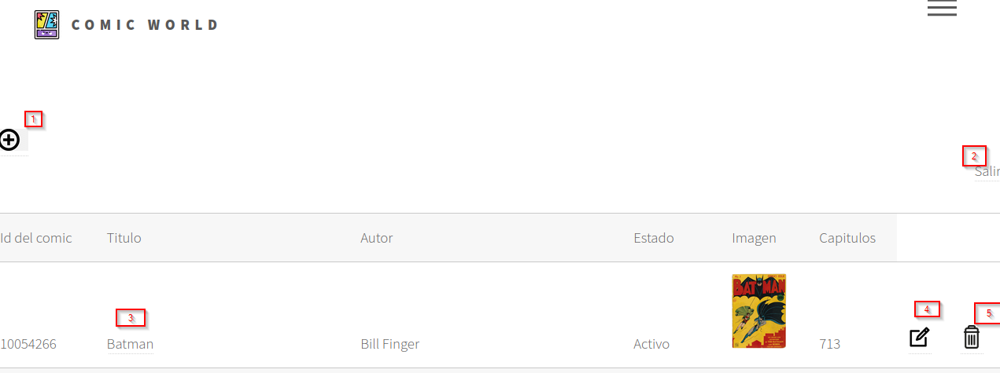 COMIC WORLD
1
2
Salir
Id del comic Titulo Autor Estado Imagen Capitulos
BATMAN
3
4
5
10054266 Batman Bill Finger Activo 713